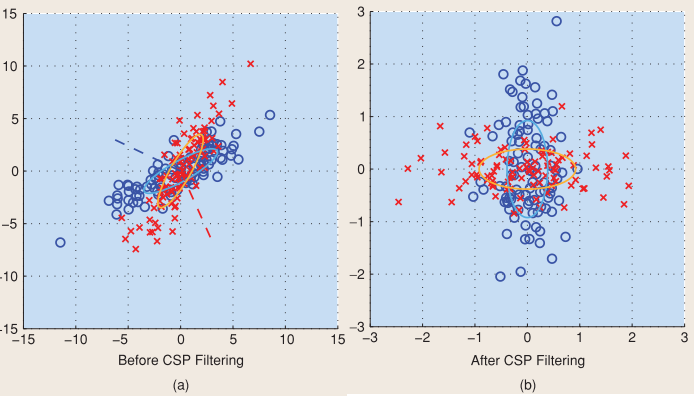 15
10
5
0
−5
−10
−15
−15 −10 −5 0 5 10 15
Before CSP Filtering
(a)
3
2
1
0
−1
−2
−3
−3 −2 −1 0 1 2 3
After CSP Filtering
(b)